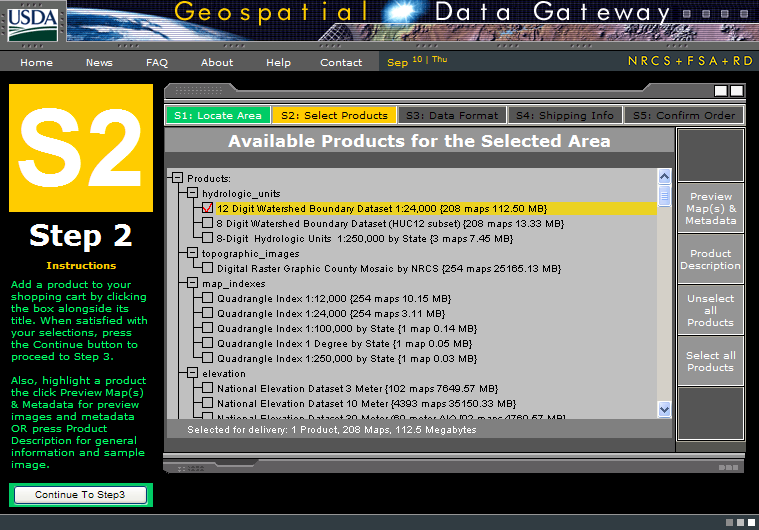 USDA
Geospatial Data Gateway
Home News FAQ About Help Contact Sep 10 | Thu NRCS+FSA+RD
S2
Step 2
Instructions
Add a product to your
shopping cart by clicking
the box alongside its
title. When satisfied with
your selections, press
the Continue button to
proceed to Step 3.
Also, highlight a product
the click Preview Map(s)
& Metadata for preview
images and metadata
OR press Product
Description for general
information and sample
image.
Continue To Step3
S1: Locate Area S2: Select Products S3: Data Format S4: Shipping Info S5: Confirm Order
Available Products for the Selected Area
Products:
hydrologic_units
12 Digit Watershed Boundary Dataset 1:24,000 {208 maps 112.50 MB}
8 Digit Watershed Boundary Dataset (HUC12 subset) {208 maps 13.33 MB}
8-Digit Hydrologic Units 1:250,000 by State {3 maps 7.45 MB}
topographic_images
Digital Raster Graphic County Mosaic by NRCS {254 maps 25165.13 MB}
map_indexes
Quadrangle Index 1:12,000 {254 maps 10.15 MB}
Quadrangle Index 1:24,000 {254 maps 3.11 MB}
Quadrangle Index 1:100,000 by State {1 map 0.14 MB}
Quadrangle Index 1 Degree by State {1 map 0.05 MB}
Quadrangle Index 1:250,000 by State {1 map 0.03 MB}
elevation
National Elevation Dataset 3 Meter {102 maps 7649.57 MB}
National Elevation Dataset 10 Meter {4393 maps 35150.33 MB}
National Elevation Dataset 30 Meter (60 meter AK) {92 maps 4760.57 MB}
Selected for delivery: 1 Product, 208 Maps, 112.5 Megabytes
Preview
Map(s) &
Metadata
Product
Description
Unselect
all
Products
Select all
Products